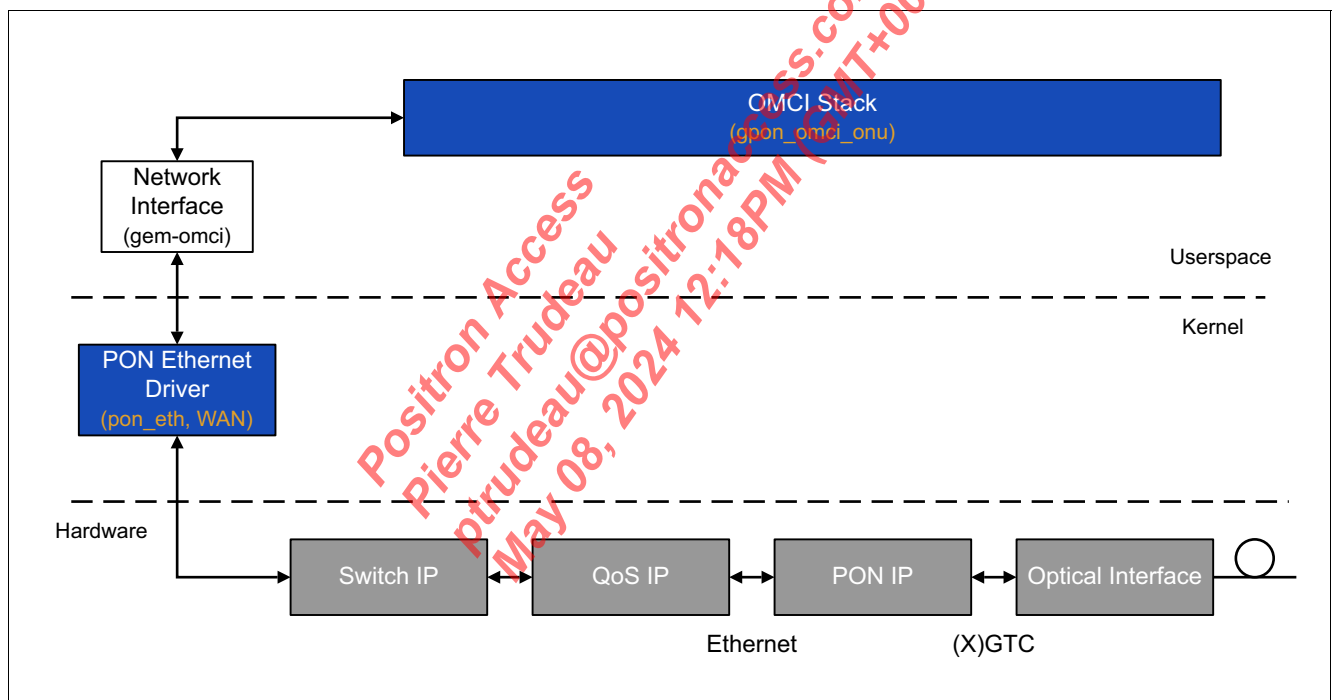 OMCI Stack
(gpon_omci_onu)
Network
Interface
(gem-omci)
Userspace
Kernel
PON Ethernet
Driver
(pon_eth, WAN)
Hardware
Switch IP
QoS IP
PON IP
Optical Interface
Ethernet
(X)GTC
Positron Access
Pierre Trudeau
ptrudeau@positronaccess.com
May 08, 2024 12:18PM (GMT+00